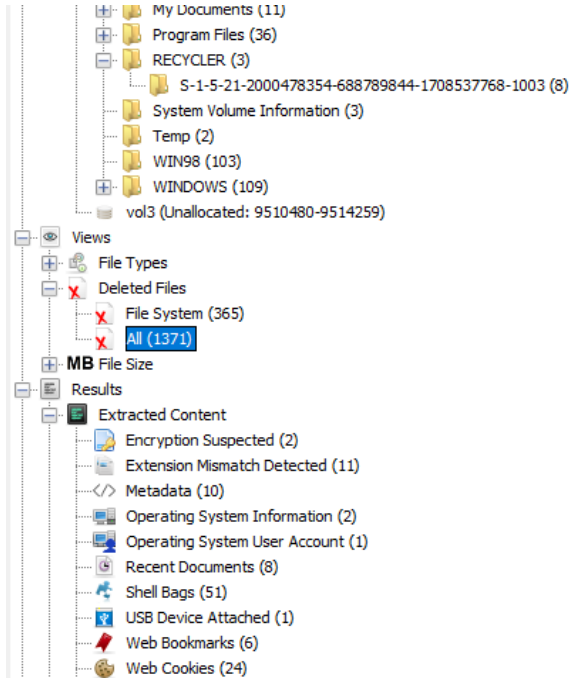 My Documents (11)
Program Files (36)
RECYCLER (3)
S-1-5-21-2000478354-688789844-1708537768-1003 (8)
System Volume Information (3)
Temp (2)
WIN98 (103)
WINDOWS (109)
vol3 (Unallocated: 9510480-9514259)
Views
File Types
Deleted Files
File System (365)
All (1371)
MB File Size
Results
Extracted Content
Encryption Suspected (2)
Extension Mismatch Detected (11)
</> Metadata (10)
Operating System Information (2)
Operating System User Account (1)
Recent Documents (8)
Shell Bags (51)
USB Device Attached (1)
Web Bookmarks (6)
Web Cookies (24)